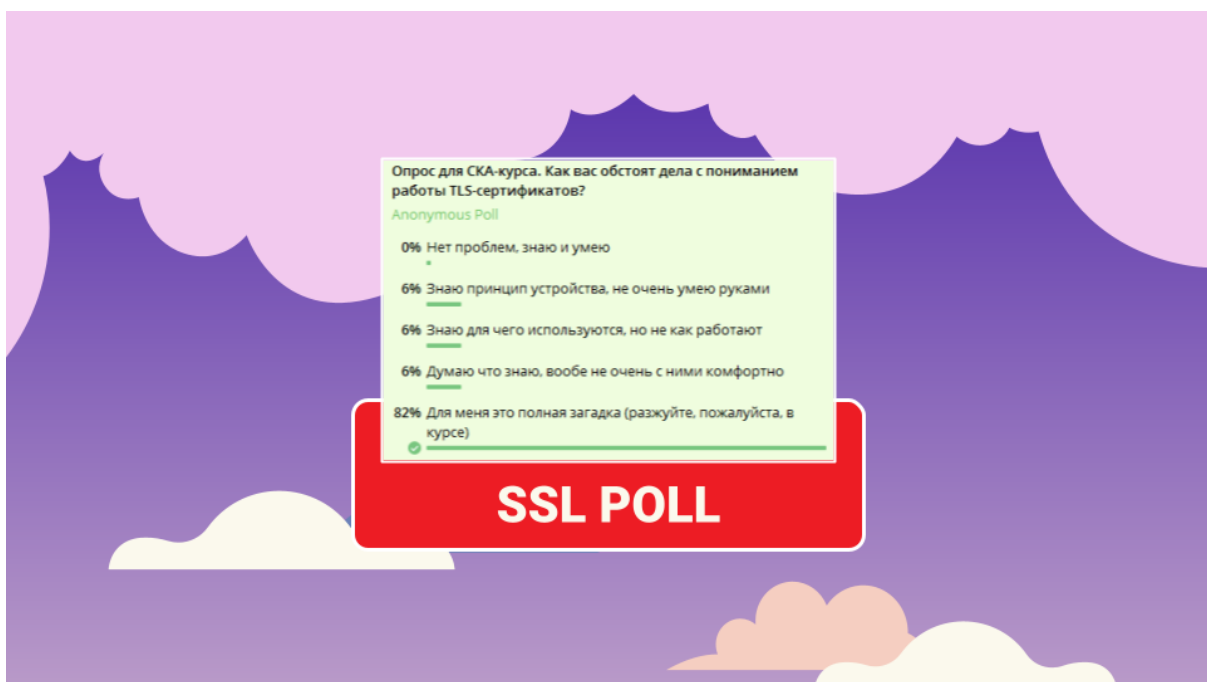 Опрос для СКА-курса. Как вас обстоят дела с пониманием
работы TLS-сертификатов?
Anonymous Poll
0% Нет проблем, знаю и умею
6% Знаю принцип устройства, не очень умею руками
6% Знаю для чего используются, но не как работают
6% Думаю что знаю, вообе не очень с ними комфортно
82% Для меня это полная загадка (разжуйте, пожалуйста, в
курсе)
SSL POLL